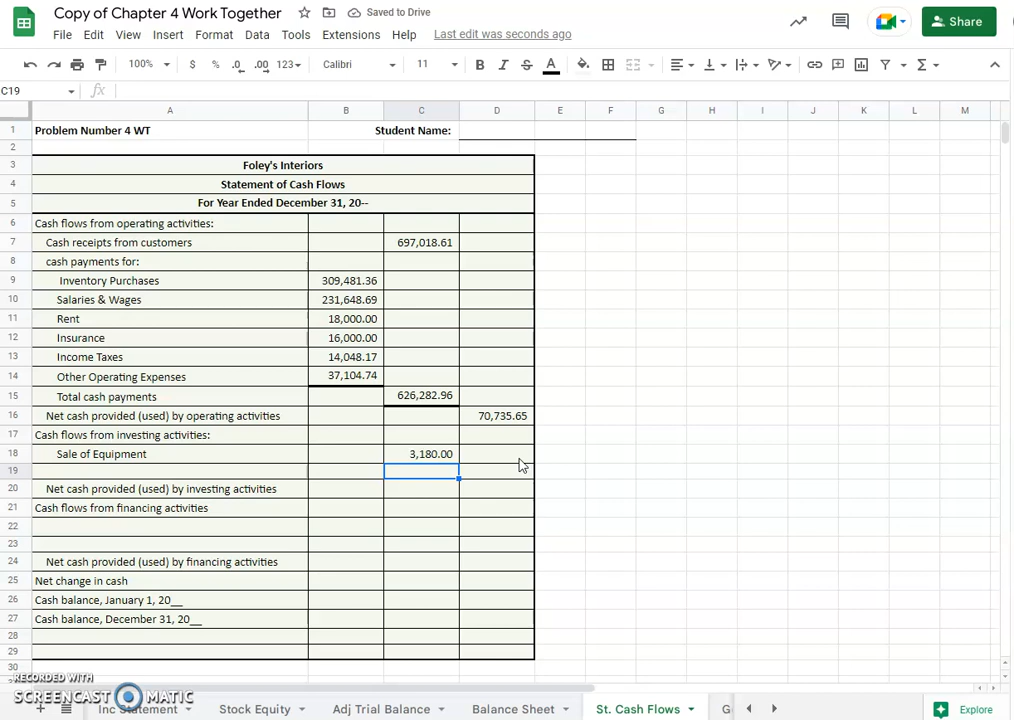 Copy of Chapter 4 Work Together Saved to Drive
File Edit View Insert Format Data Tools Extensions Help Last edit was seconds ago
Share
100% $ % .0 .00 123 Calibri 11 B I S A
C19 fx
A B C D E F G H I J K L M
1 Problem Number 4 WT Student Name:
2
3 Foley's Interiors
4 Statement of Cash Flows
5 For Year Ended December 31, 20--
6 Cash flows from operating activities:
7 Cash receipts from customers 697,018.61
8 cash payments for:
9 Inventory Purchases 309,481.36
10 Salaries & Wages 231,648.69
11 Rent 18,000.00
12 Insurance 16,000.00
13 Income Taxes 14,048.17
14 Other Operating Expenses 37,104.74
15 Total cash payments 626,282.96
16 Net cash provided (used) by operating activities 70,735.65
17 Cash flows from investing activities:
18 Sale of Equipment 3,180.00
19
20 Net cash provided (used) by investing activities
21 Cash flows from financing activities
22
23
24 Net cash provided (used) by financing activities
25 Net change in cash
26 Cash balance, January 1, 20__
27 Cash balance, December 31, 20__
28
29
30
RECORDED WITH
SCREENCAST MATIC
Inc Statement Stock Equity Adj Trial Balance Balance Sheet St. Cash Flows G Explore